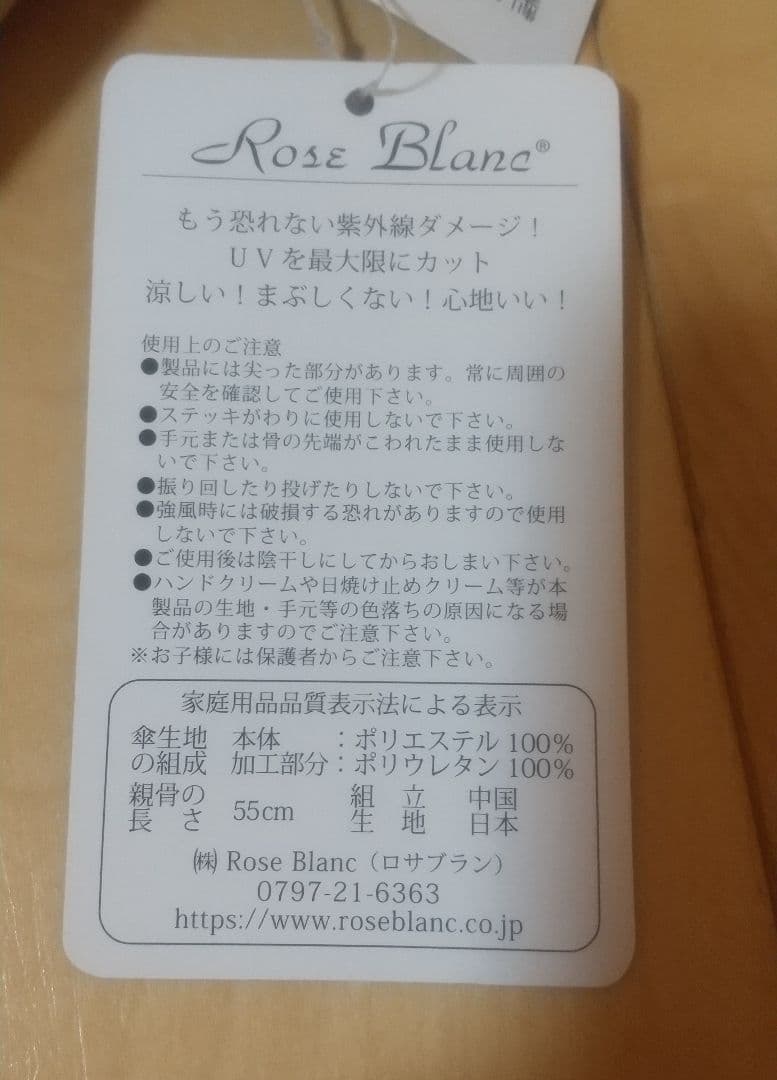 Rose Blanc®
もう恐れない紫外線ダメージ！
ＵＶを最大限にカット
涼しい！まぶしくない！心地いい！
使用上のご注意
●製品には尖った部分があります。常に周囲の
安全を確認してご使用下さい。
●ステッキがわりに使用しないで下さい。
●手元または骨の先端がこわれたまま使用しな
いで下さい。
●振り回したり投げたりしないで下さい。
●強風時には破損する恐れがありますので使用
しないで下さい。
●ご使用後は陰干しにしてからおしまい下さい。
●ハンドクリームや日焼け止めクリーム等が本
製品の生地・手元等の色落ちの原因になる場
合がありますのでご注意下さい。
※お子様には保護者からご注意下さい。
家庭用品品質表示法による表示
傘生地 本体 ：ポリエステル 100%
の組成 加工部分：ポリウレタン 100%
親骨の長さ 55cm 組立 中国
生地 日本
㈱ Rose Blanc（ロサブラン）
0797-21-6363
https://www.roseblanc.co.jp